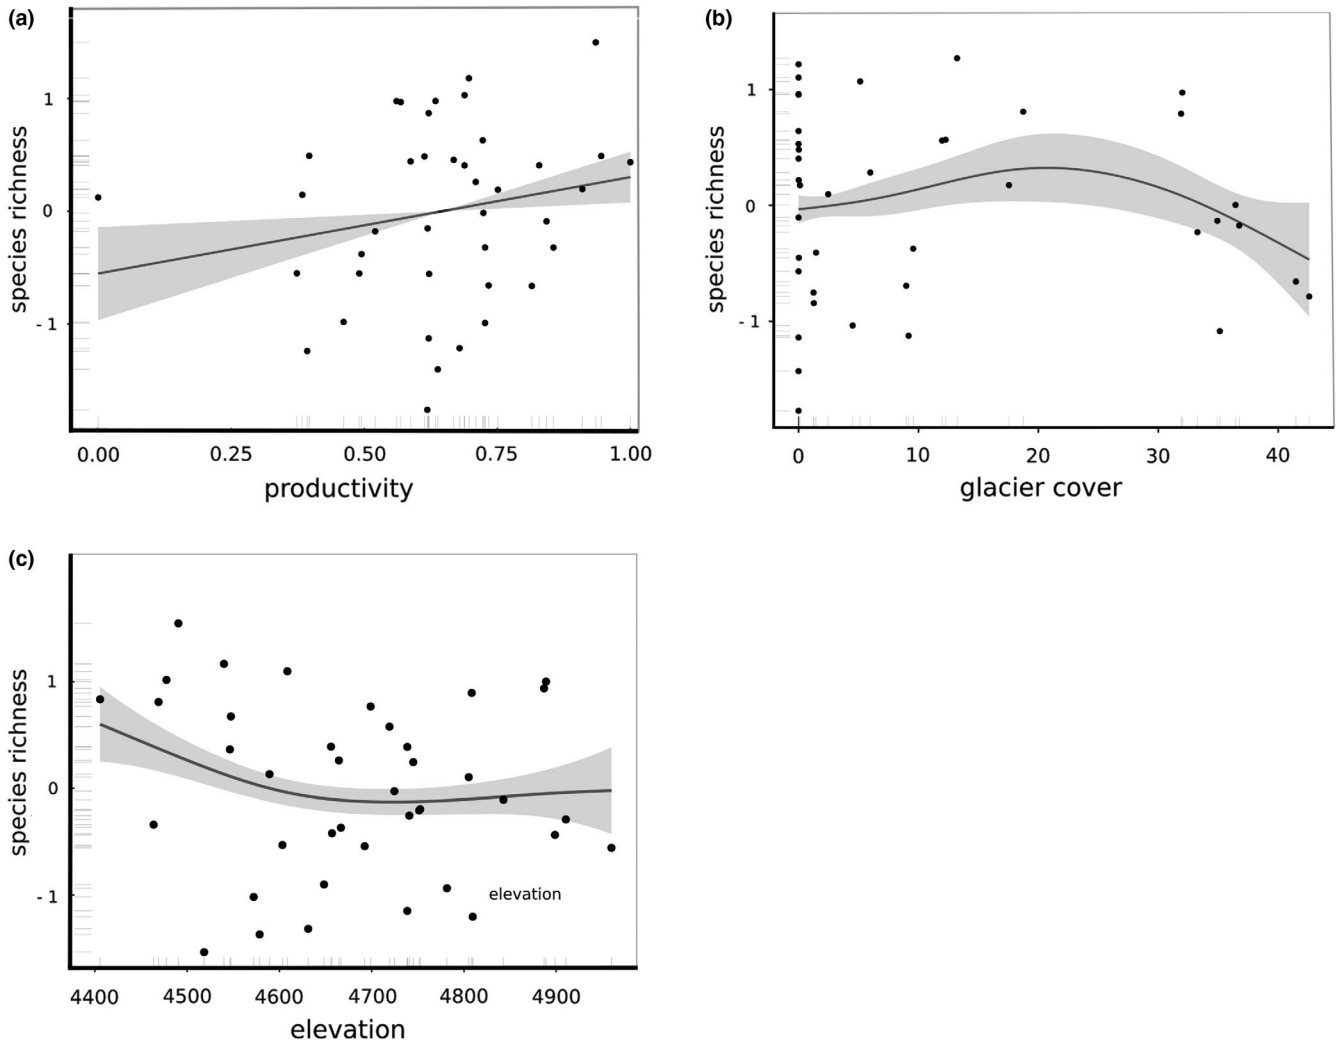 (a)
species richness
1
0
- 1
0.00 0.25 0.50 0.75 1.00
productivity
(b)
species richness
1
0
- 1
0 10 20 30 40
glacier cover
(c)
species richness
1
0
- 1
elevation
4400 4500 4600 4700 4800 4900
elevation